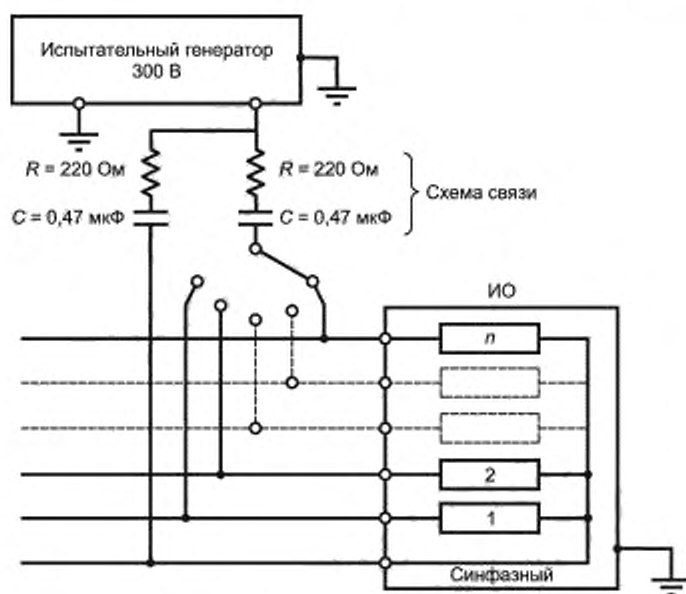 Испытательный генератор
300 В
R = 220 Ом
R = 220 Ом
C = 0,47 мкФ
C = 0,47 мкФ
Схема связи
ИО
n
2
1
Синфазный